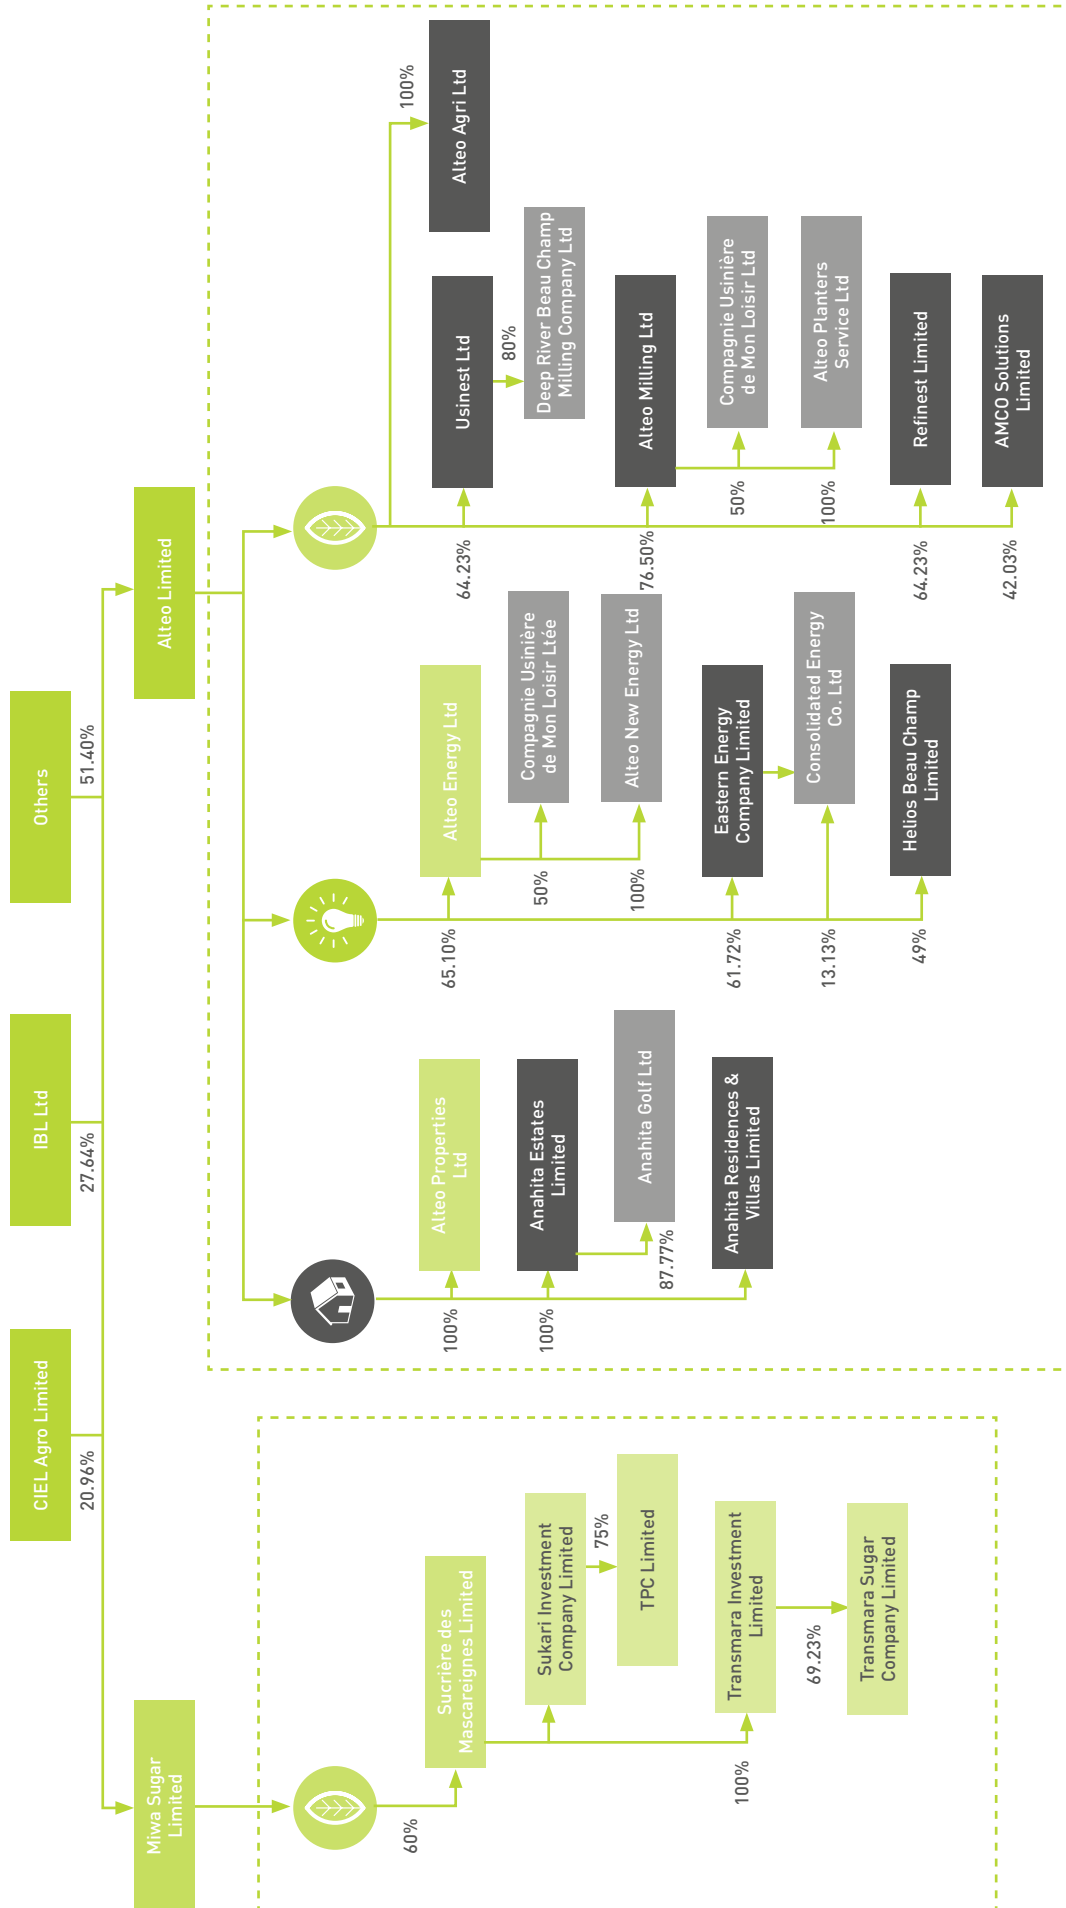 CIEL Agro Limited
20.96%
IBL Ltd
27.64%
Others
51.40%
Miwa Sugar
Limited
Alteo Limited
60%
Sucrière des
Mascareignes Limited
Sukari Investment
Company Limited
75%
TPC Limited
100%
Transmara Investment
Limited
69.23%
Transmara Sugar
Company Limited
100%
Alteo Properties
Ltd
100%
Anahita Estates
Limited
87.77%
Anahita Golf Ltd
Anahita Residences &
Villas Limited
65.10%
Alteo Energy Ltd
50%
Compagnie Usinière
de Mon Loisir Ltée
100%
Alteo New Energy Ltd
61.72%
Eastern Energy
Company Limited
13.13%
Consolidated Energy
Co. Ltd
49%
Helios Beau Champ
Limited
100%
Alteo Agri Ltd
64.23%
Usinest Ltd
80%
Deep River Beau Champ
Milling Company Ltd
76.50%
Alteo Milling Ltd
50%
Compagnie Usinière
de Mon Loisir Ltd
100%
Alteo Planters
Service Ltd
64.23%
Refinest Limited
42.03%
AMCO Solutions
Limited